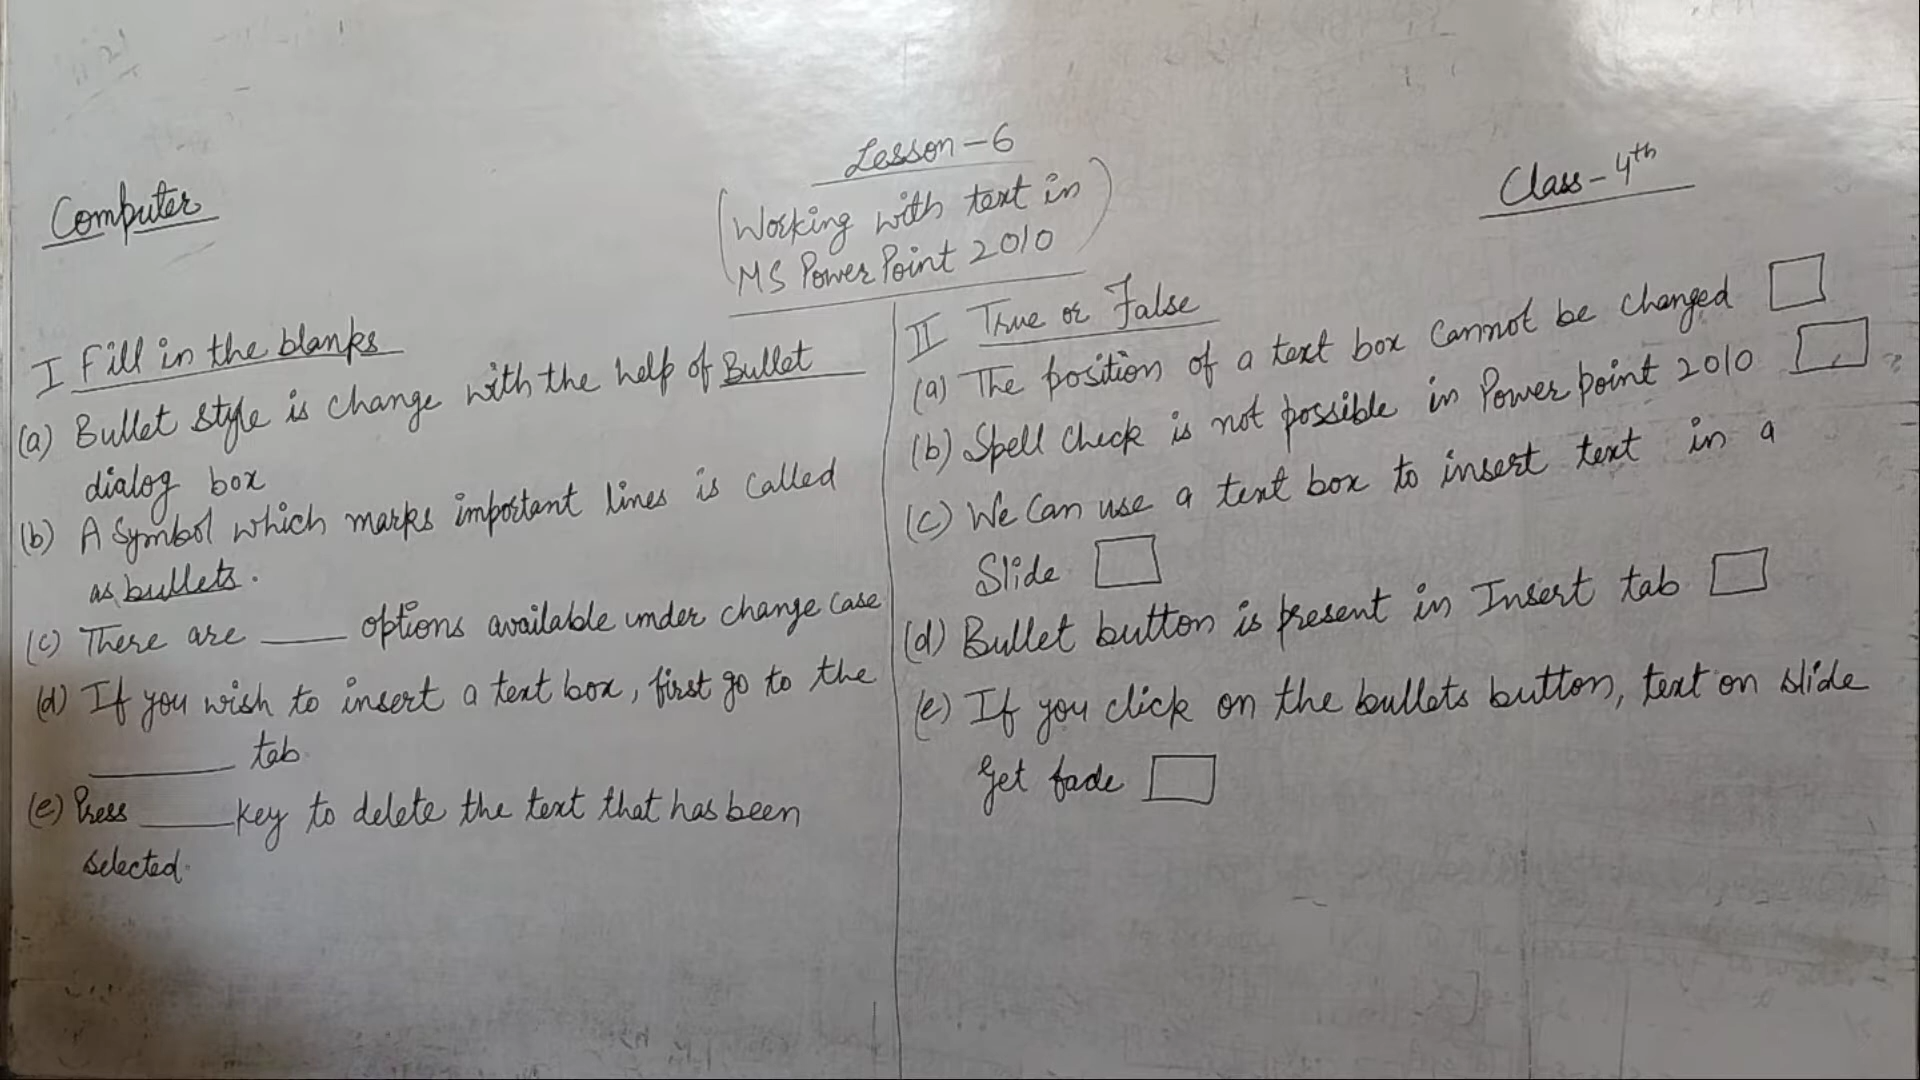 Computer
Lesson-6
(Working with text in
MS PowerPoint 2010)
Class-4th
I Fill in the blanks
(a) Bullet style is change with the help of Bullet
dialog box
(b) A Symbol which marks important lines is called
as bullets.
(c) There are ____ options available under change case
(d) If you wish to insert a text box, first go to the
____ tab
(e) Press ____ key to delete the text that has been
selected.
II True or False
(a) The position of a text box cannot be changed
(b) Spell Check is not possible in Power point 2010
(c) We Can use a text box to insert text in a
Slide
(d) Bullet button is present in Insert tab
(e) If you click on the bullets button, text on slide
Get fade